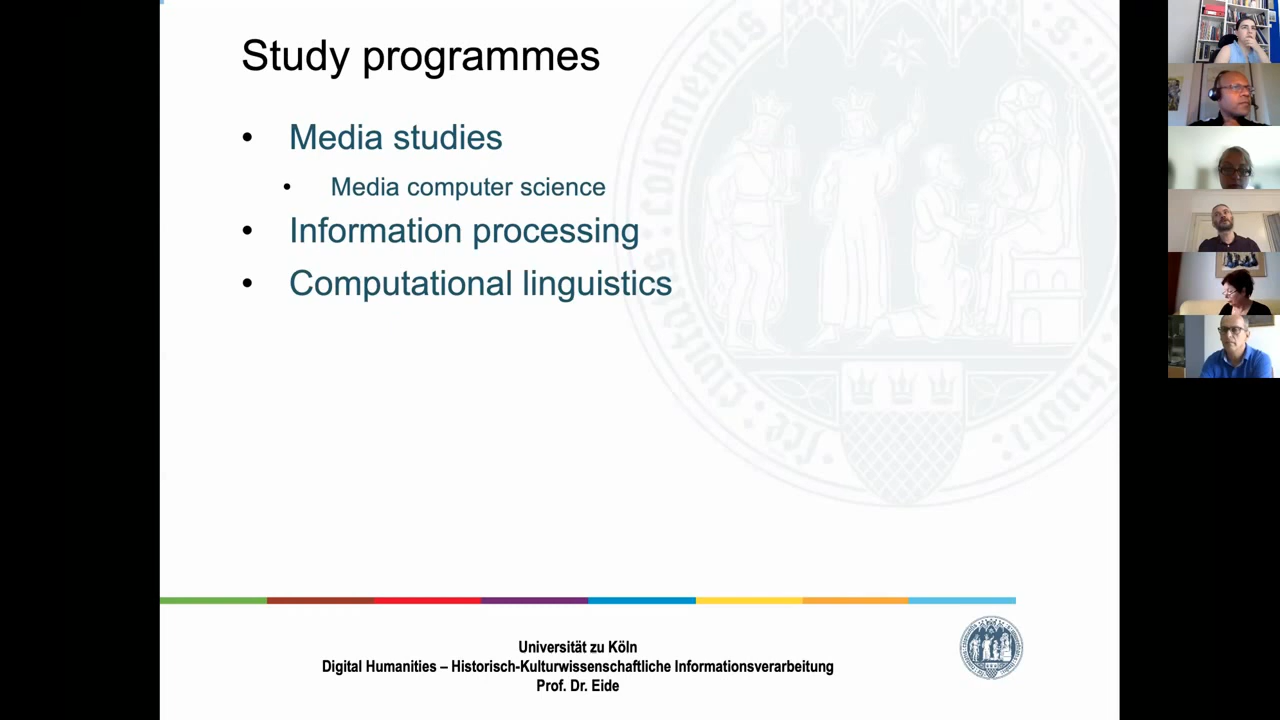 Study programmes
• Media studies
• Media computer science
• Information processing
• Computational linguistics
Universität zu Köln
Digital Humanities – Historisch-Kulturwissenschaftliche Informationsverarbeitung
Prof. Dr. Eide